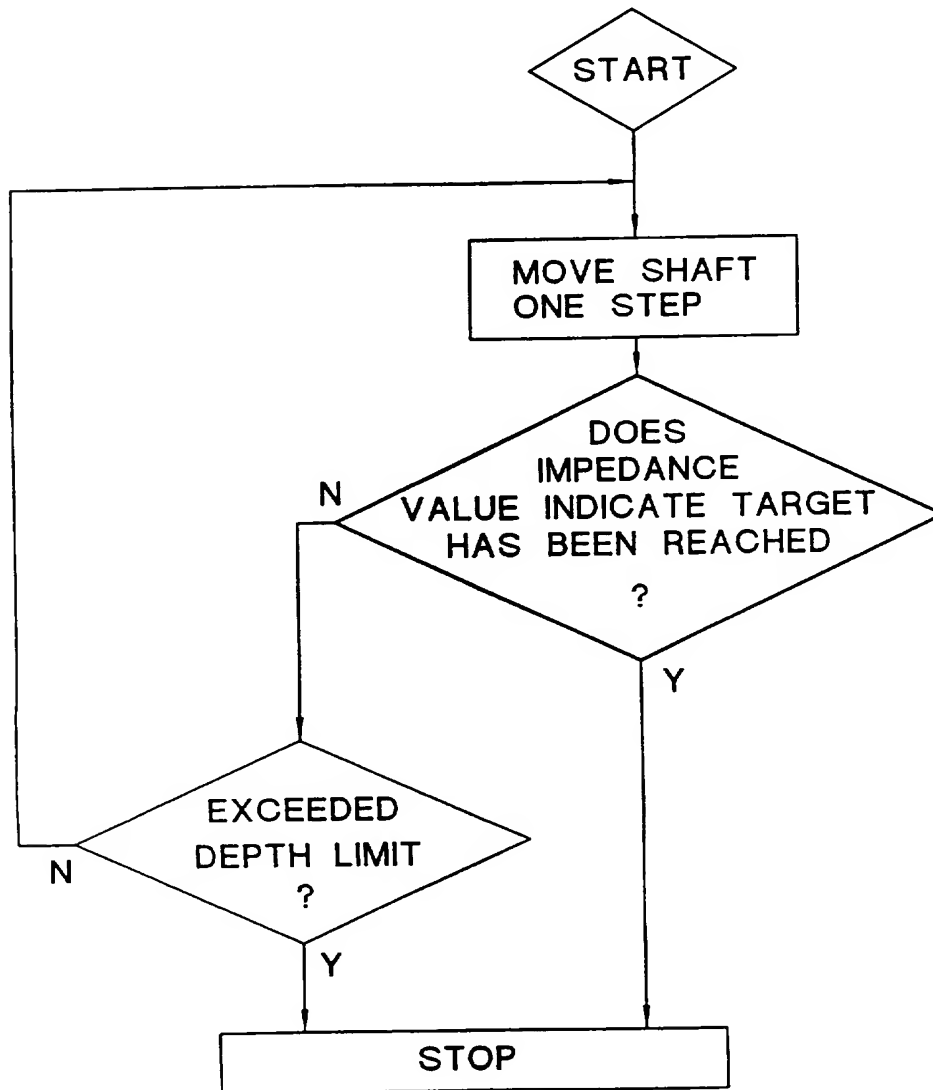 START
MOVE SHAFT
ONE STEP
DOES
IMPEDANCE
VALUE INDICATE TARGET
HAS BEEN REACHED
?
N
Y
EXCEEDED
DEPTH LIMIT
?
N
Y
STOP